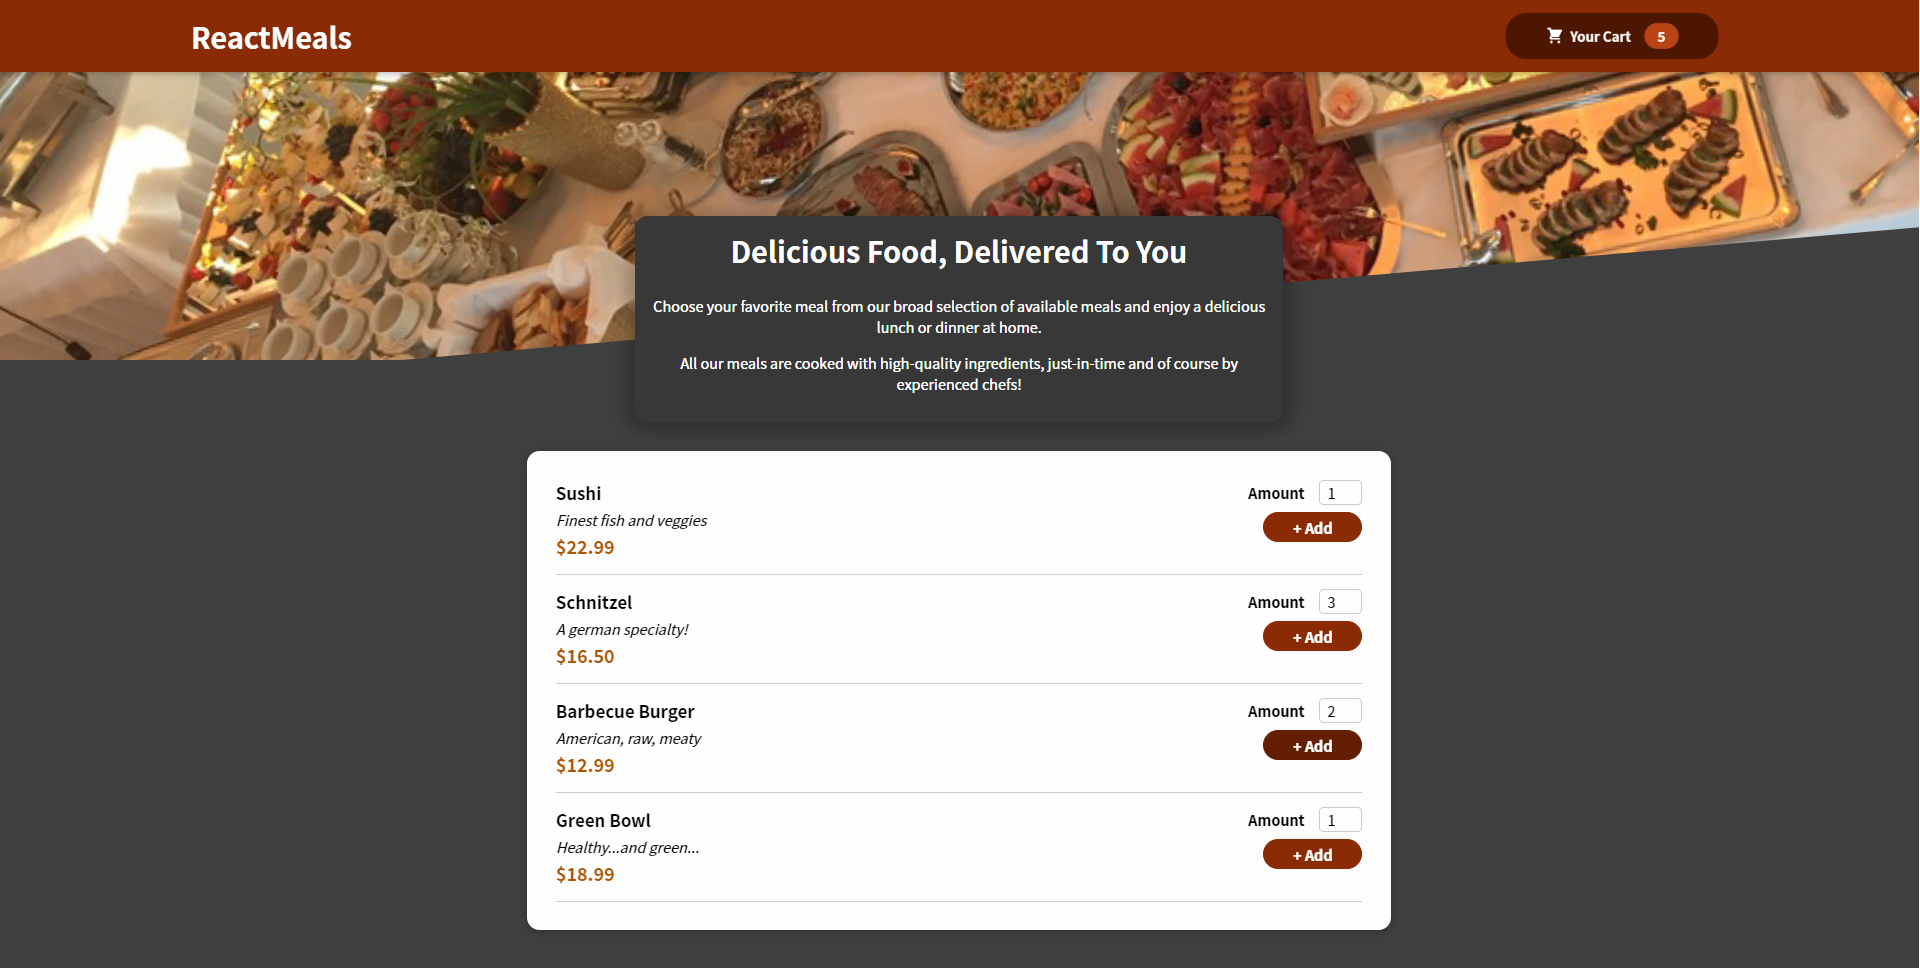 ReactMeals
Your Cart 5
Delicious Food, Delivered To You
Choose your favorite meal from our broad selection of available meals and enjoy a delicious
lunch or dinner at home.
All our meals are cooked with high-quality ingredients, just-in-time and of course by
experienced chefs!
Sushi
Finest fish and veggies
$22.99
Amount 1
+ Add
Schnitzel
A german specialty!
$16.50
Amount 3
+ Add
Barbecue Burger
American, raw, meaty
$12.99
Amount 2
+ Add
Green Bowl
Healthy...and green...
$18.99
Amount 1
+ Add